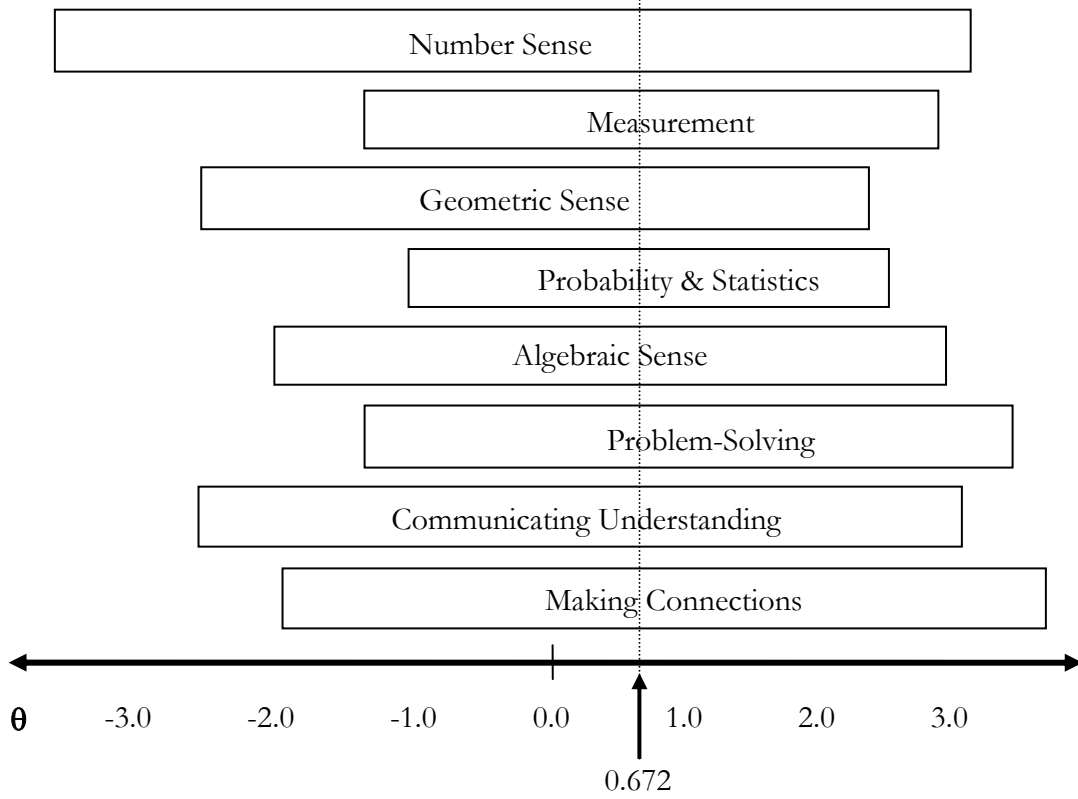 Number Sense
Measurement
Geometric Sense
Probability & Statistics
Algebraic Sense
Problem-Solving
Communicating Understanding
Making Connections
θ -3.0 -2.0 -1.0 0.0 1.0 2.0 3.0
0.672